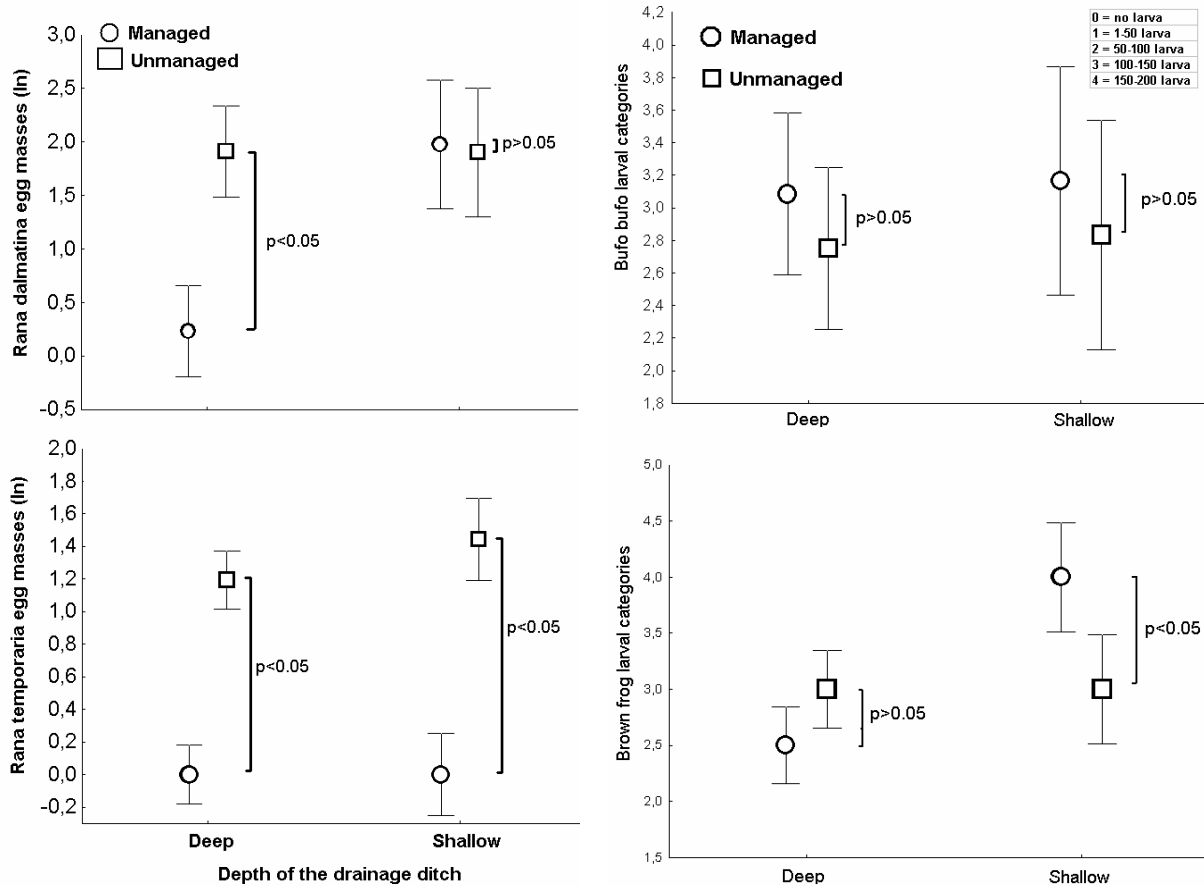 Rana dalmatina egg masses (ln)
3,0
2,5
2,0
1,5
1,0
0,5
0,0
-0,5
Managed
Unmanaged
p<0.05
p>0.05
Bufo bufo larval categories
4,2
4,0
3,8
3,6
3,4
3,2
3,0
2,8
2,6
2,4
2,2
2,0
1,8
Managed
Unmanaged
0 = no larva
1 = 1-50 larva
2 = 50-100 larva
3 = 100-150 larva
4 = 150-200 larva
p>0.05
p>0.05
Deep
Shallow
Rana temporaria egg masses (ln)
2,0
1,8
1,6
1,4
1,2
1,0
0,8
0,6
0,4
0,2
0,0
-0,2
p<0.05
p<0.05
Deep
Shallow
Depth of the drainage ditch
Brown frog larval categories
5,0
4,5
4,0
3,5
3,0
2,5
2,0
1,5
p>0.05
p<0.05
Deep
Shallow